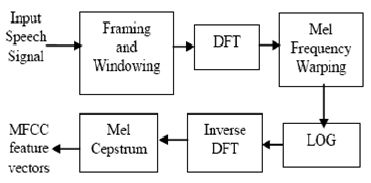 Input
Speech
Signal
Framing
and
Windowing
DFT
Mel
Frequency
Warping
MFCC
feature
vectors
Mel
Cepstrum
Inverse
DFT
LOG